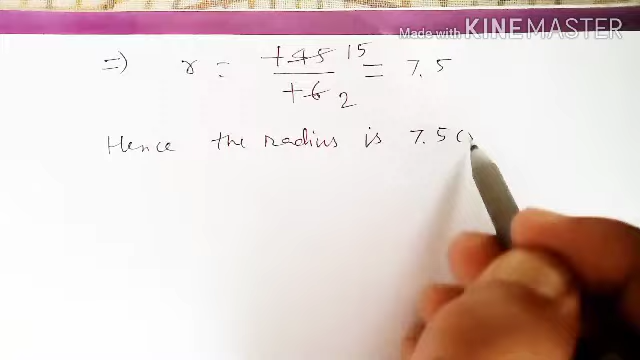 Made with KINEMASTER
=> r = +45 15 / +6 2 = 7.5
Hence the radius is 7.5